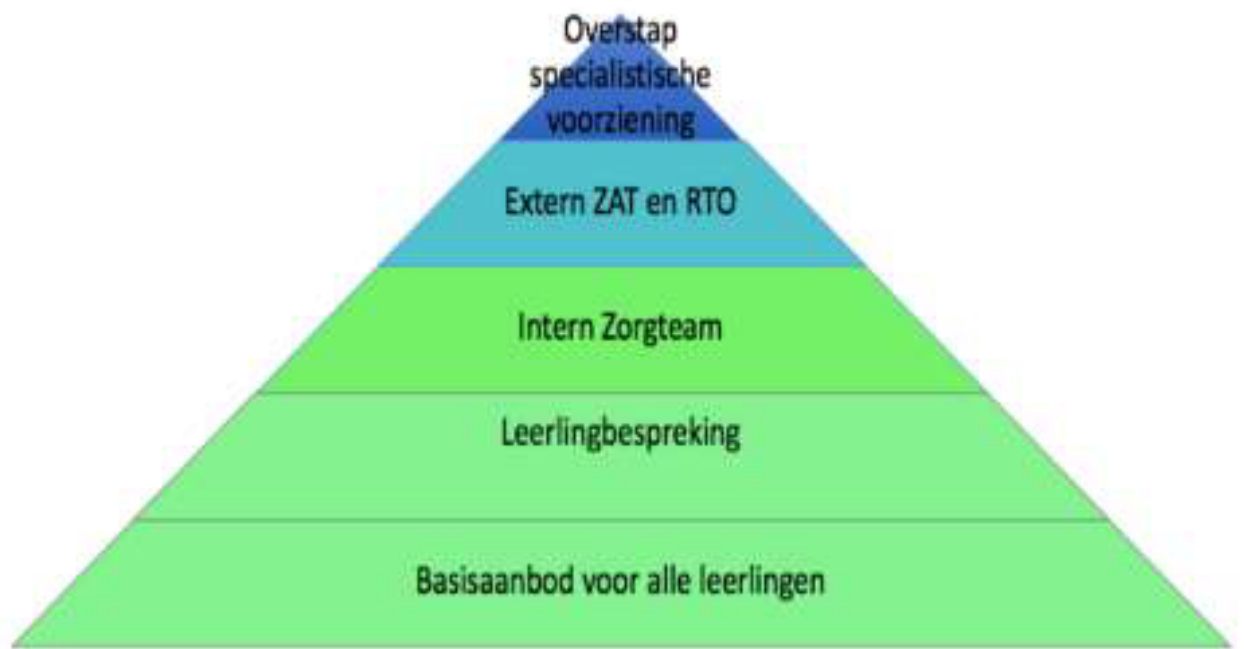 Overstap
specialistische
voorziening
Extern ZAT en RTO
Intern Zorgteam
Leerlingbespreking
Basisaanbod voor alle leerlingen